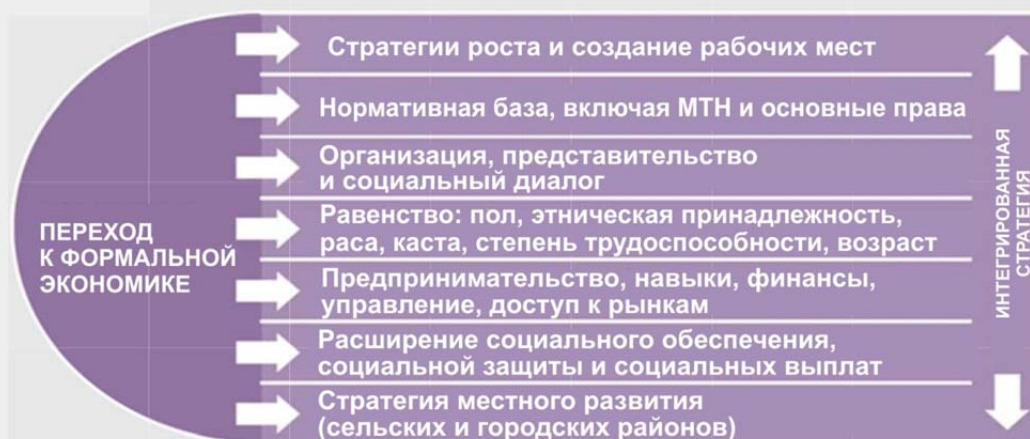 Стратегии роста и создание рабочих мест
Нормативная база, включая МТН и основные права
Организация, представительство
и социальный диалог
Равенство: пол, этническая принадлежность,
раса, каста, степень трудоспособности, возраст
ПЕРЕХОД
К ФОРМАЛЬНОЙ
ЭКОНОМИКЕ
Предпринимательство, навыки, финансы,
управление, доступ к рынкам
Расширение социального обеспечения,
социальной защиты и социальных выплат
Стратегия местного развития
(сельских и городских районов)
ИНТЕГРИРОВАННАЯ
СТРАТЕГИЯ